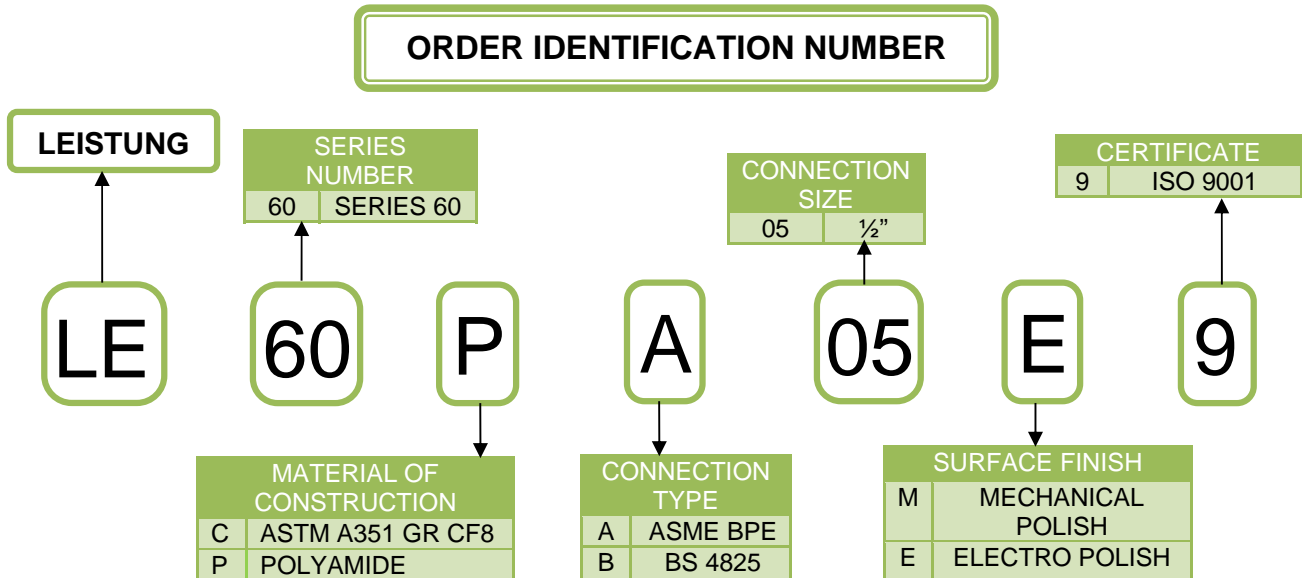 ORDER IDENTIFICATION NUMBER
LEISTUNG
SERIES
NUMBER
60 SERIES 60
CONNECTION
SIZE
05 ½”
CERTIFICATE
9 ISO 9001
LE 60 P A 05 E 9
MATERIAL OF
CONSTRUCTION
C ASTM A351 GR CF8
P POLYAMIDE
CONNECTION
TYPE
A ASME BPE
B BS 4825
SURFACE FINISH
M MECHANICAL
POLISH
E ELECTRO POLISH